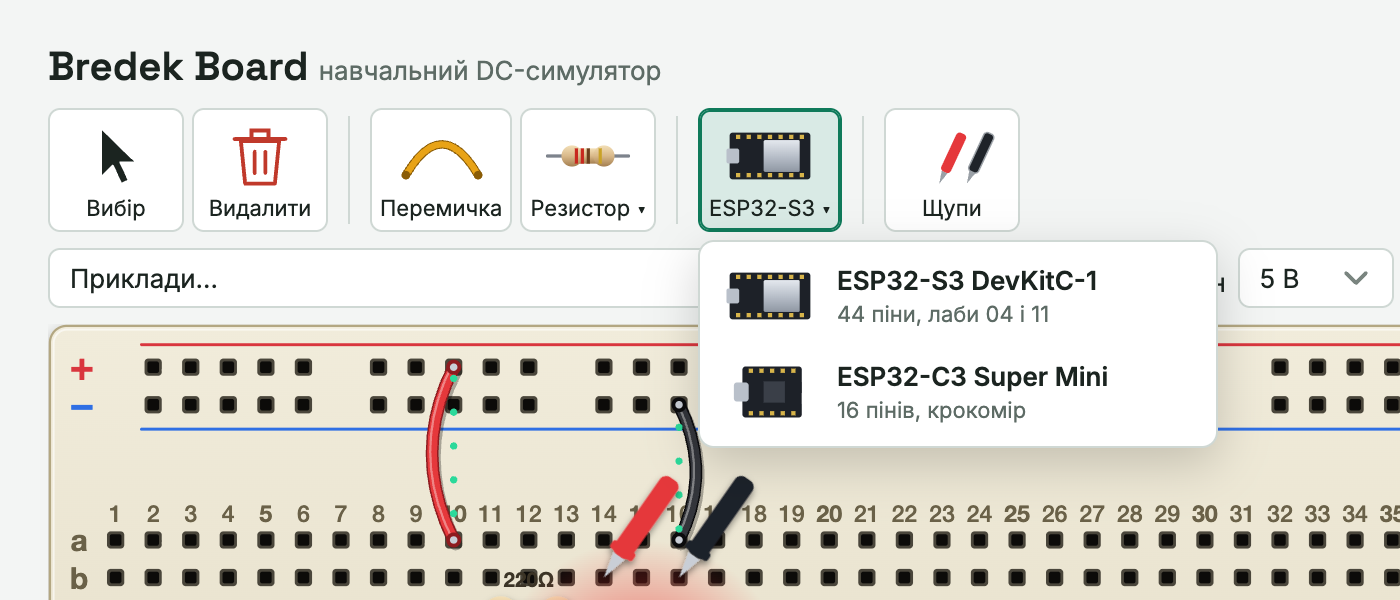 Bredek Board навчальний DC-симулятор
Вибір Видалити Перемичка Резистор ▾ ESP32-S3 ▾ Щупи
Приклади...
н
5 В
ESP32-S3 DevKitC-1
44 піни, лаби 04 і 11
ESP32-C3 Super Mini
16 пінів, крокомір
+
−
1 2 3 4 5 6 7 8 9 10 11 12 13 14 18 19 20 21 22 23 24 25 26 27 28 29 30 31 32 33 34 35
a
b 220Ω